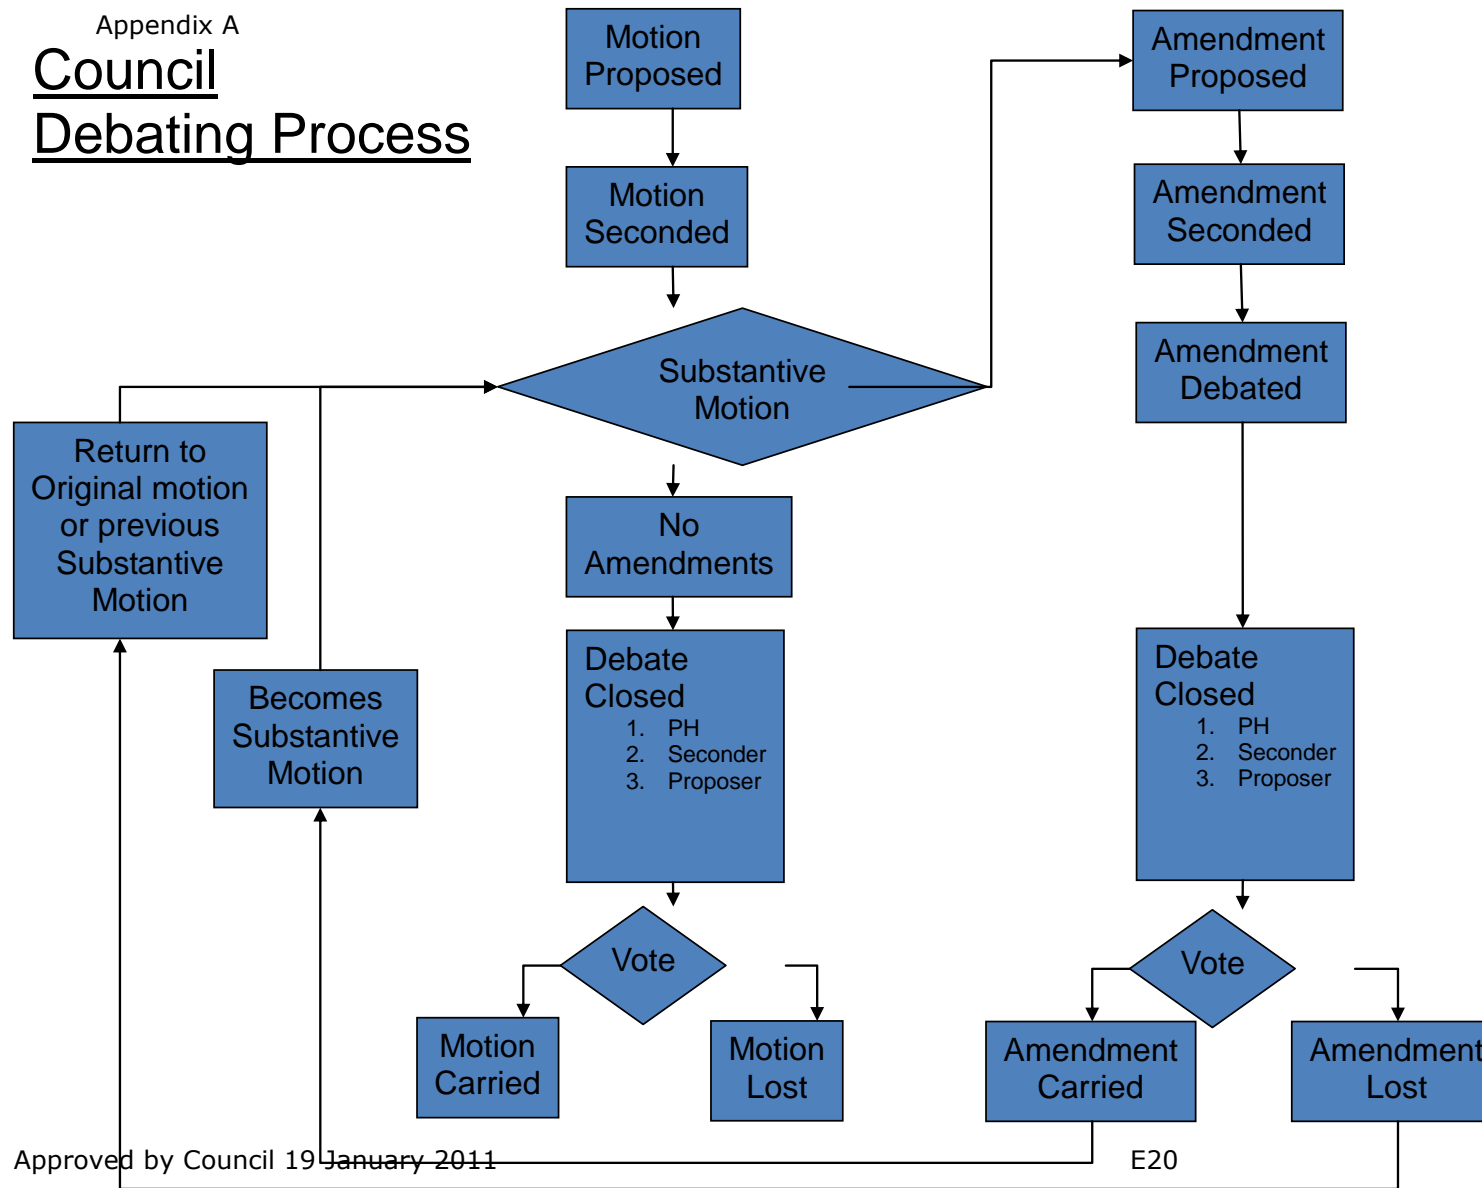 Appendix A
Council
Debating Process
Motion
Proposed
Motion
Seconded
Substantive
Motion
No
Amendments
Debate
Closed
1. PH
2. Seconder
3. Proposer
Vote
Motion
Carried
Motion
Lost
Amendment
Proposed
Amendment
Seconded
Amendment
Debated
Debate
Closed
1. PH
2. Seconder
3. Proposer
Vote
Amendment
Carried
Amendment
Lost
Return to
Original motion
or previous
Substantive
Motion
Becomes
Substantive
Motion
Approved by Council 19 January 2011
E20